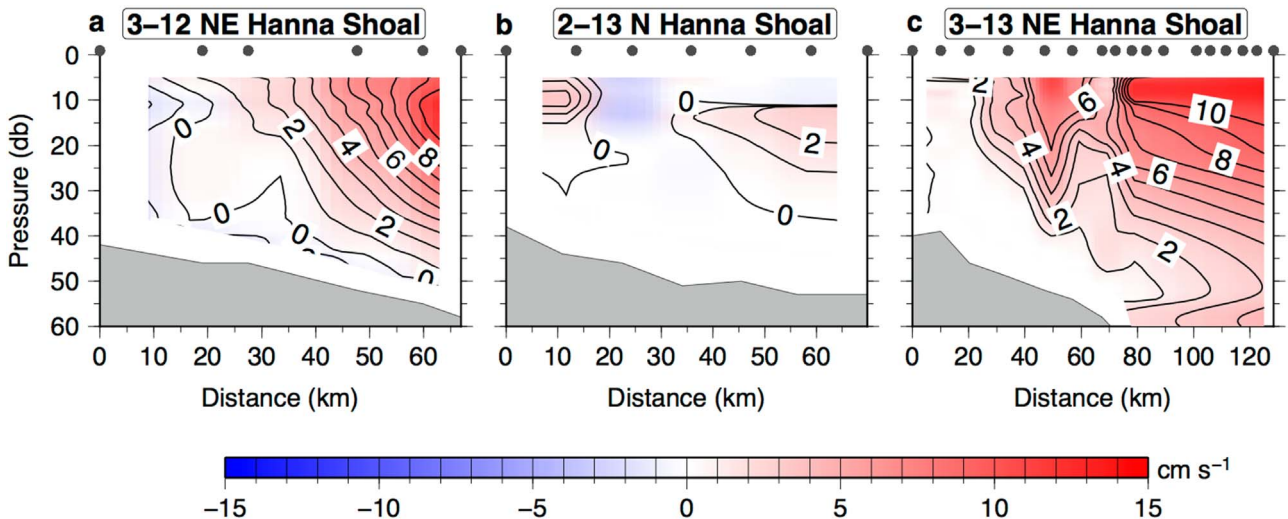 a 3–12 NE Hanna Shoal
b 2–13 N Hanna Shoal
c 3–13 NE Hanna Shoal
Pressure (db)
0
10
20
30
40
50
60
0 2 4 6 8 0 2 0 0
0 10 20 30 40 50 60
Distance (km)
0 0 2 0
0 10 20 30 40 50 60
Distance (km)
2 6 10 4 8 4 6 2 2
0 20 40 60 80 100 120
Distance (km)
−15 −10 −5 0 5 10 15
cm s⁻¹